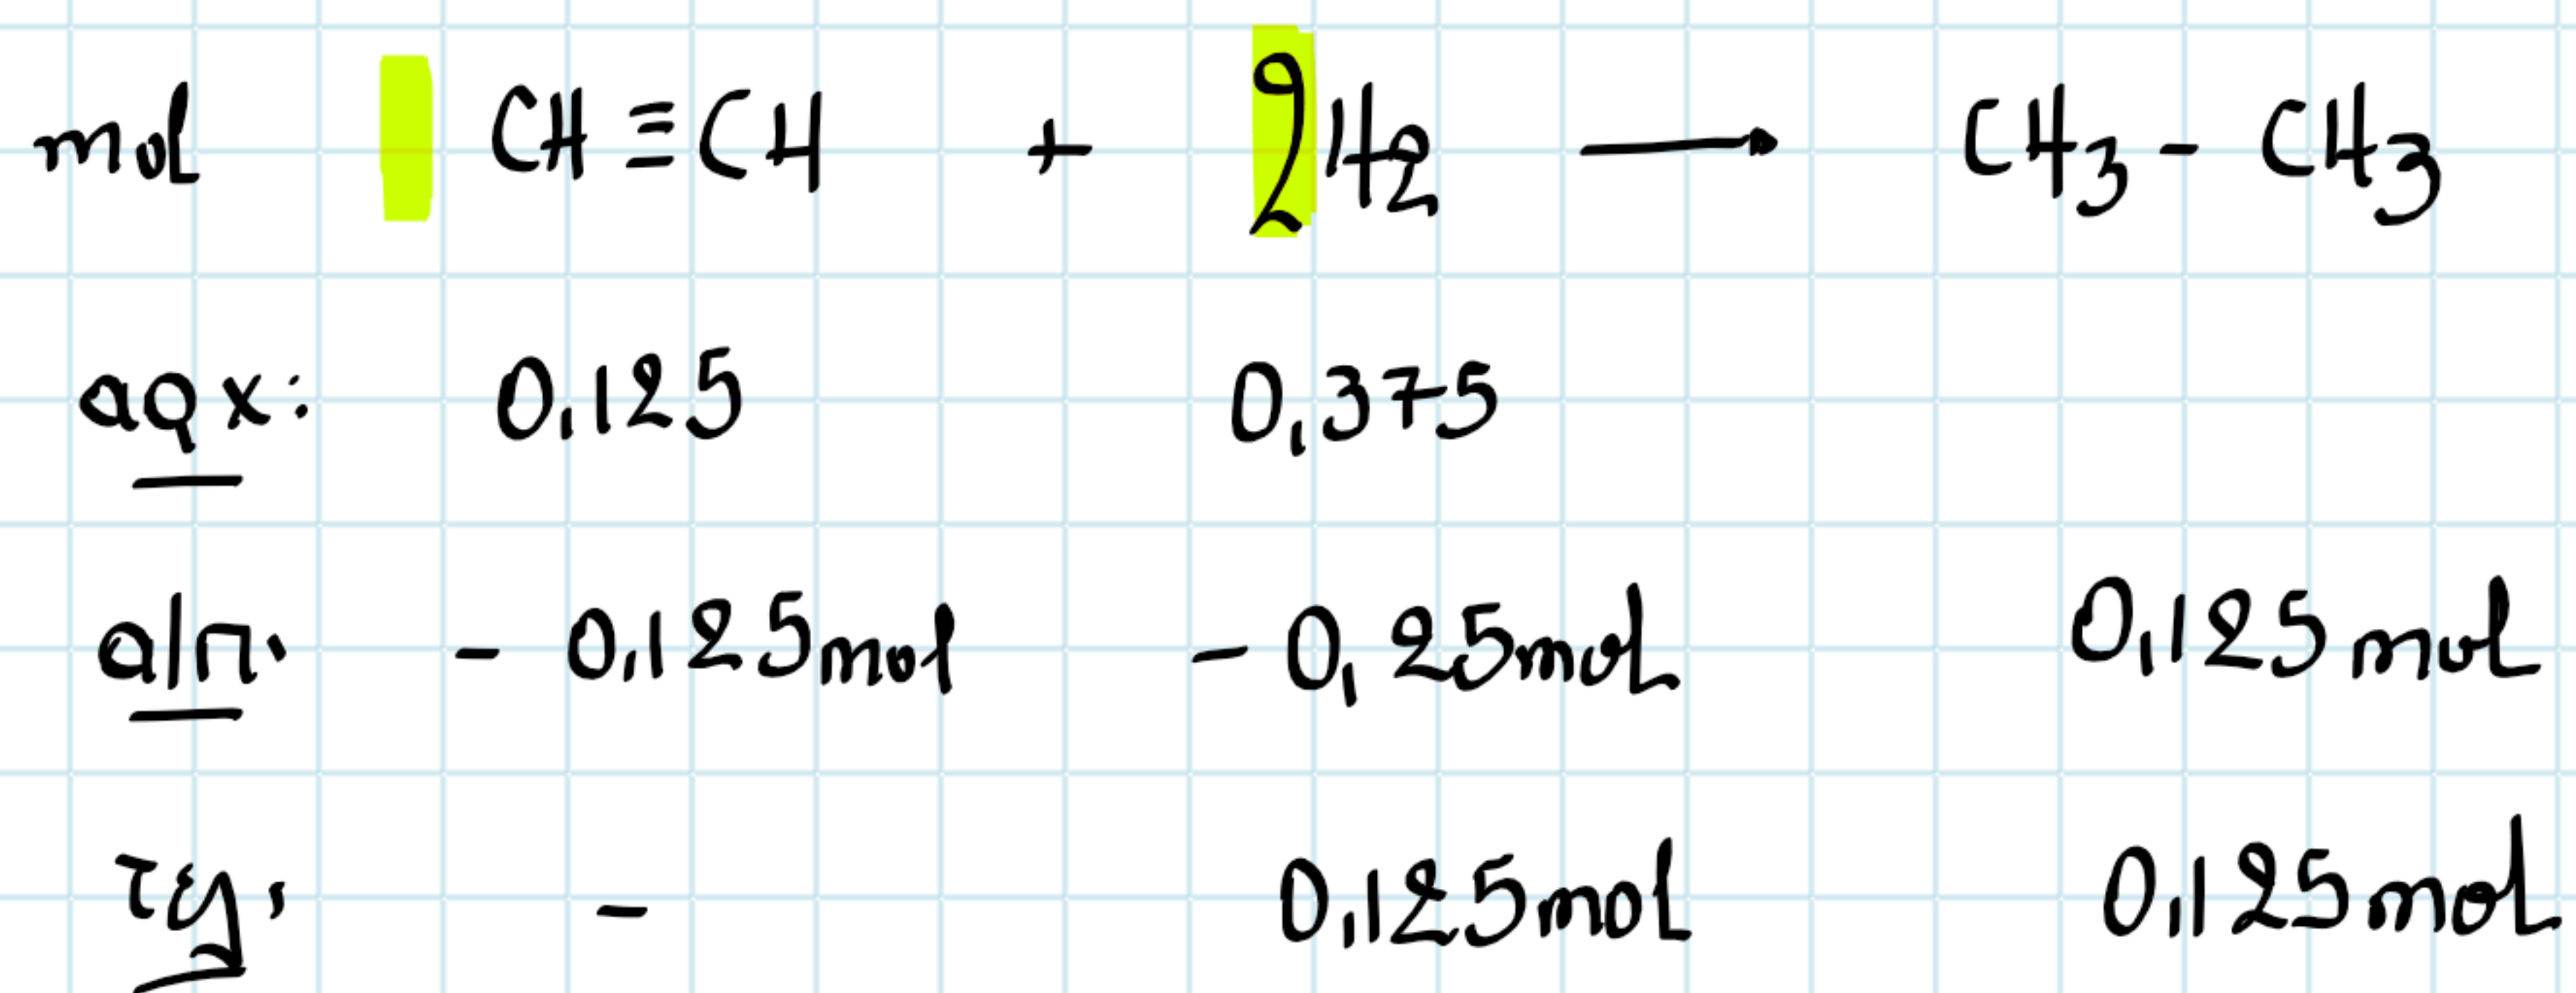 mol CH≡CH + 2H₂ → CH₃-CH₃
αρχ: 0,125 0,375
α/π. - 0,125mol - 0,25mol 0,125mol
τελ. - 0,125mol 0,125mol